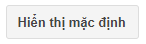 Hiển thị mặc định